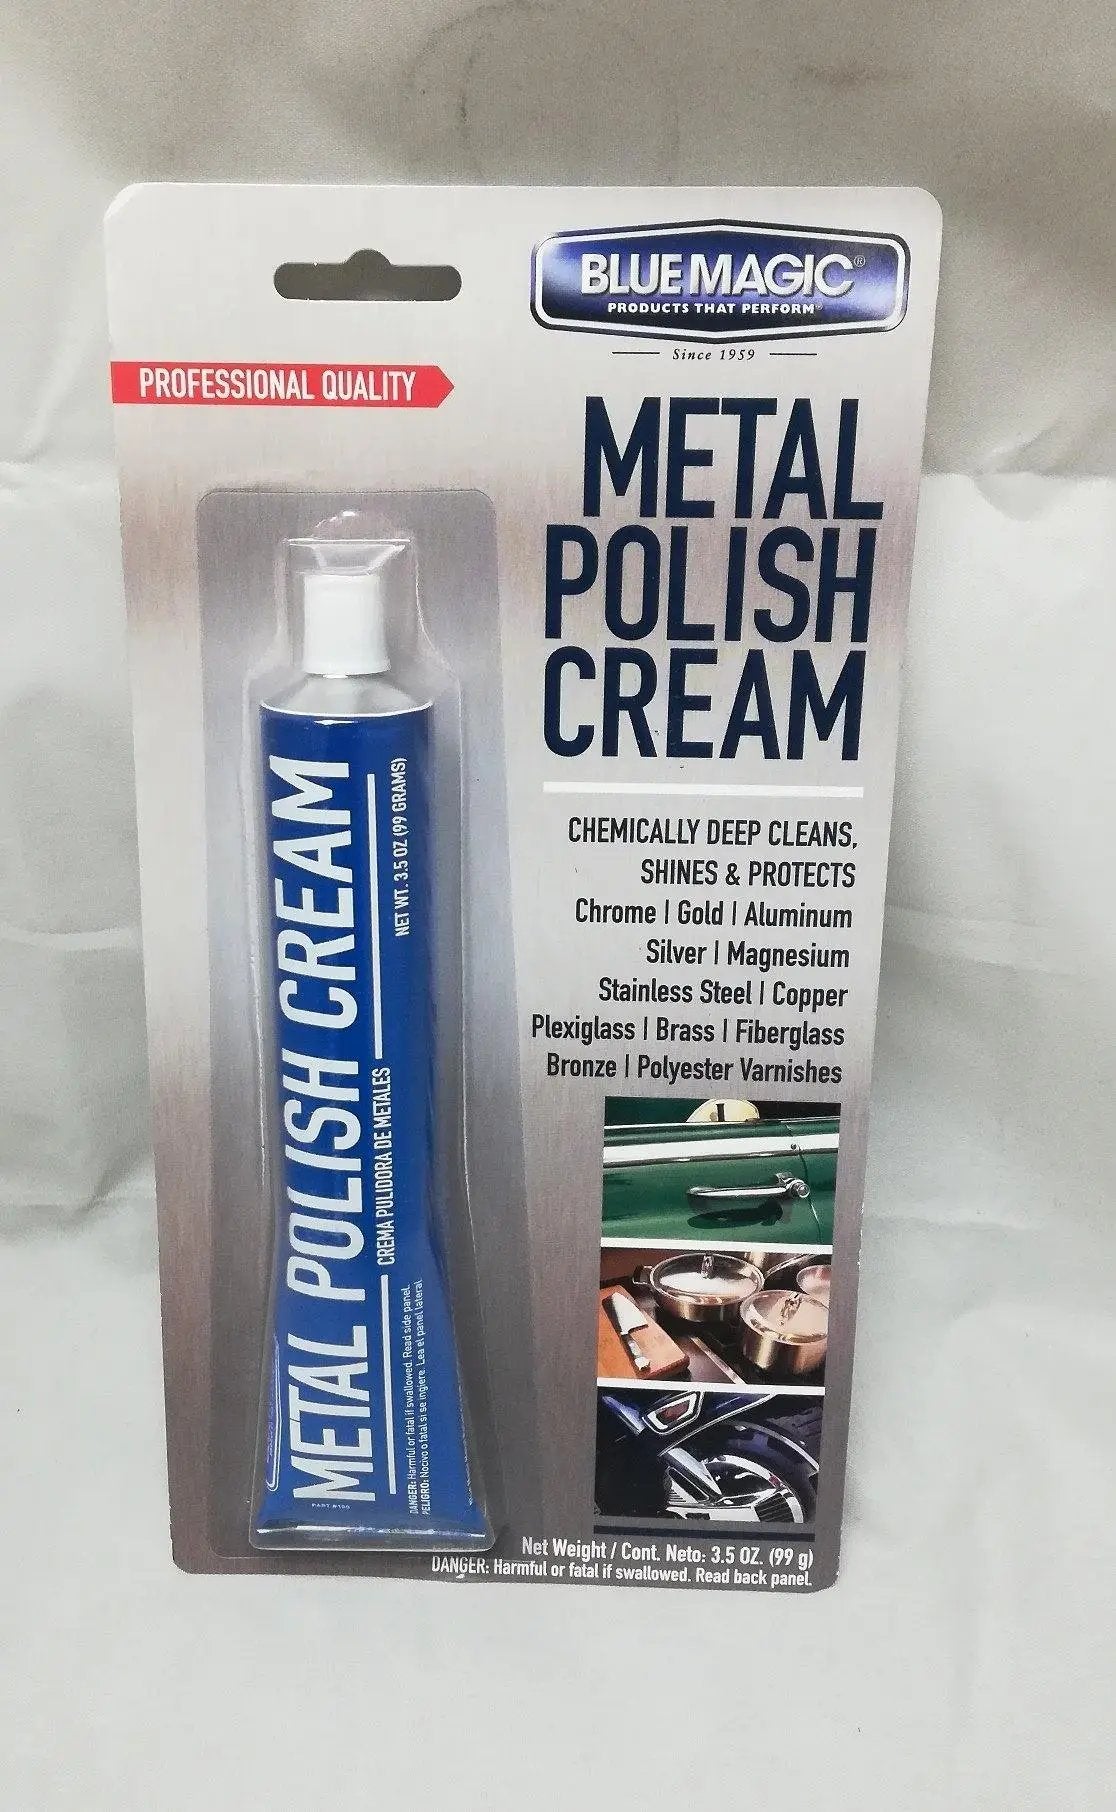 BLUE MAGIC®
PRODUCTS THAT PERFORM®
Since 1959
PROFESSIONAL QUALITY
METAL
POLISH
CREAM
CHEMICALLY DEEP CLEANS,
SHINES & PROTECTS
Chrome | Gold | Aluminum
Silver | Magnesium
Stainless Steel | Copper
Plexiglass | Brass | Fiberglass
Bronze | Polyester Varnishes
METAL POLISH CREAM
CREMA PULIDORA DE METALES
NET WT. 3.5 OZ (99 GRAMS)
DANGER: Harmful or fatal if swallowed. Read side panel.
PELIGRO: Nocivo o fatal si se ingiere. Lea el panel lateral
Net Weight / Cont. Neto: 3.5 OZ. (99 g)
DANGER: Harmful or fatal if swallowed. Read back panel.